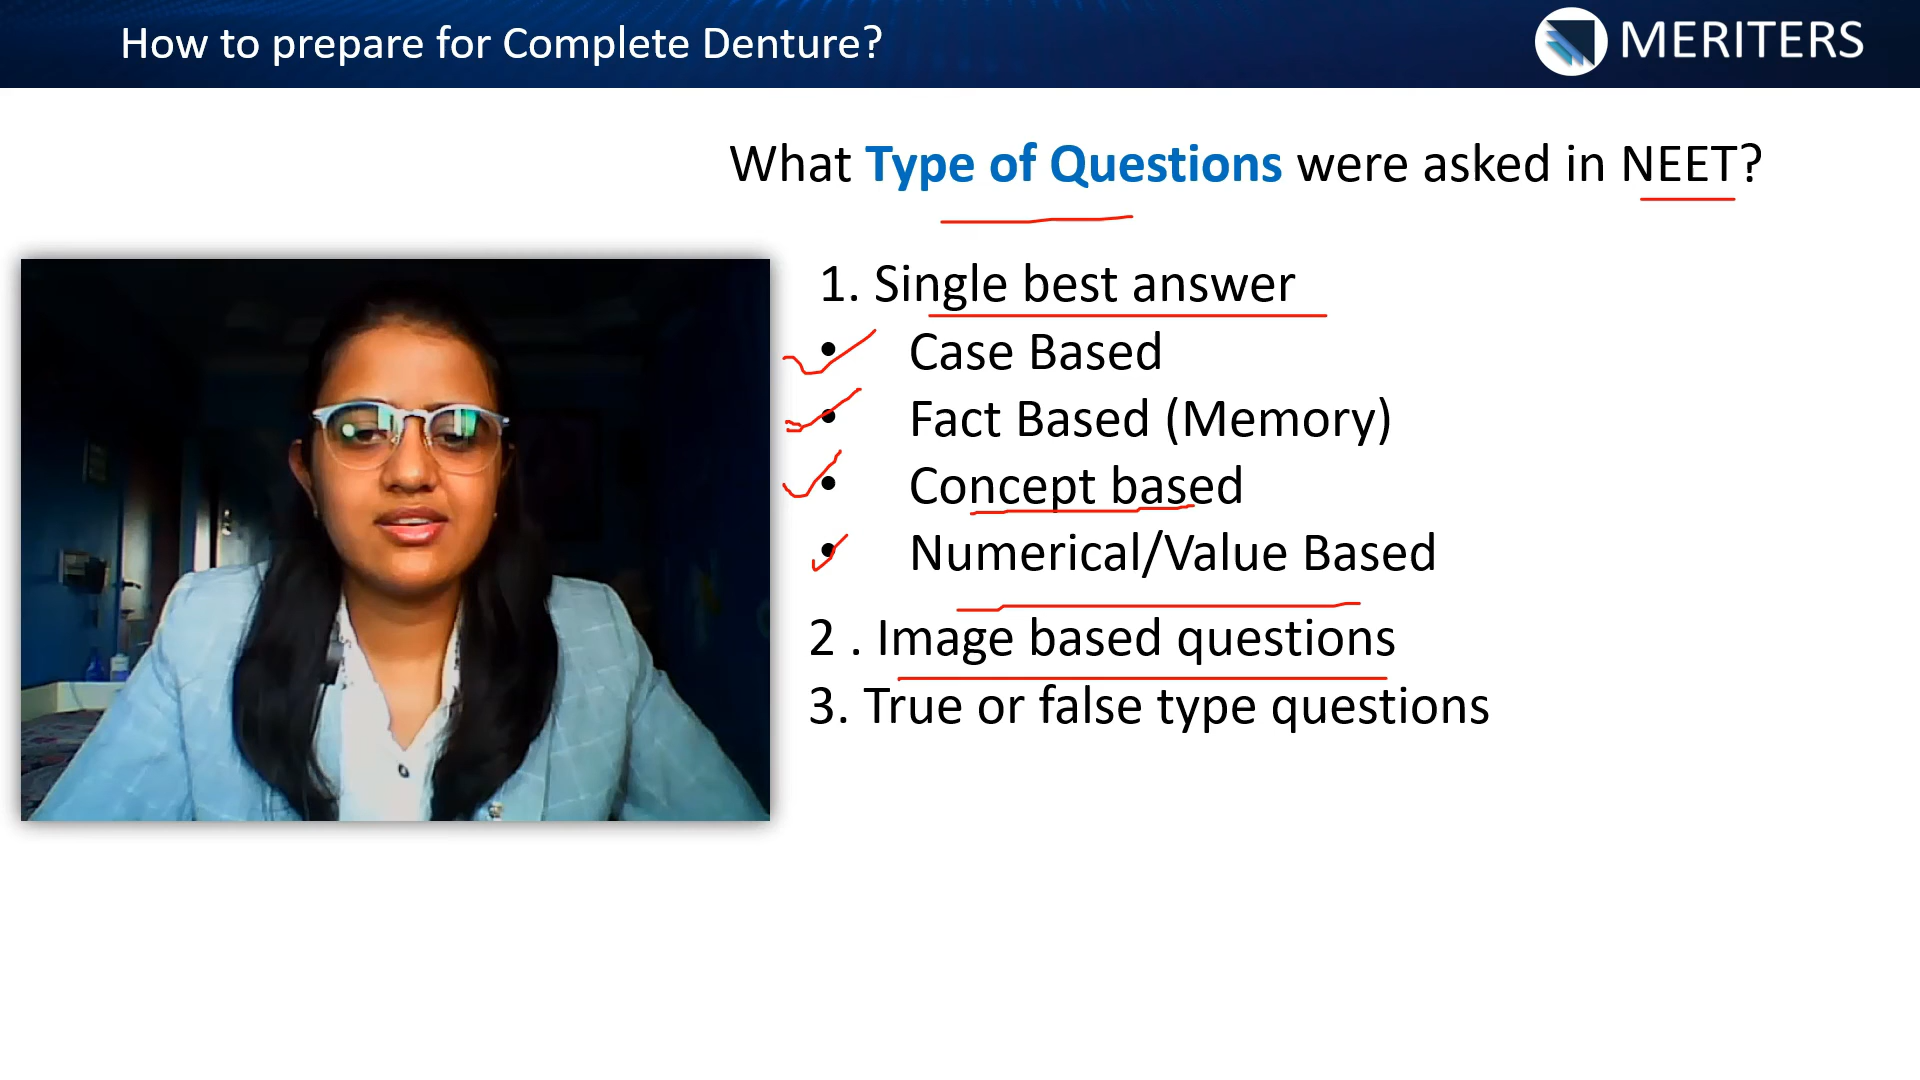 How to prepare for Complete Denture?
MERITERS
What Type of Questions were asked in NEET?
1. Single best answer
• Case Based
• Fact Based (Memory)
• Concept based
• Numerical/Value Based
2 . Image based questions
3. True or false type questions